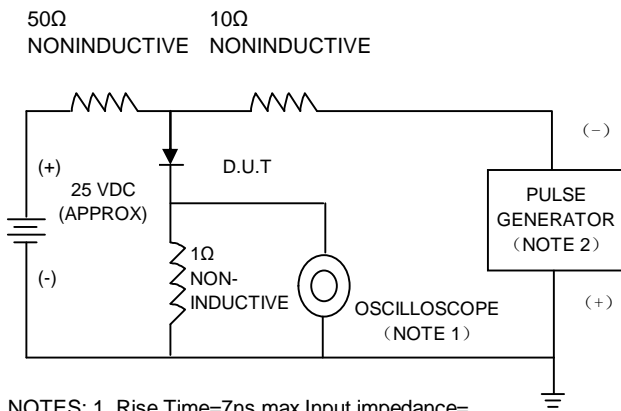 50Ω 10Ω
NONINDUCTIVE NONINDUCTIVE
(-)
(+)
D.U.T
25 VDC
(APPROX)
PULSE
GENERATOR
(NOTE 2)
1Ω
NON-
INDUCTIVE
(-)
OSCILLOSCOPE
(NOTE 1)
(+)
NOTES: 1. Rise Time=7ns max.Input impedance=